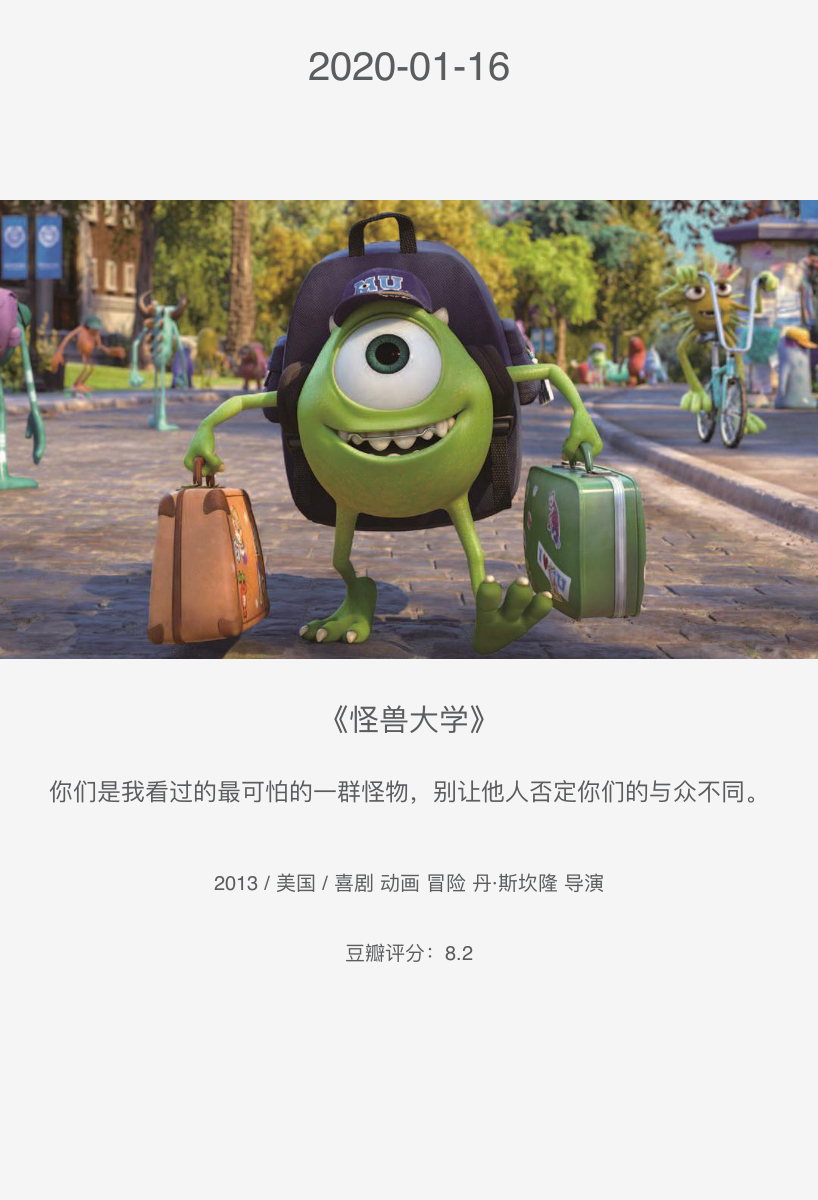 2020-01-16
MU
《怪兽大学》
你们是我看过的最可怕的一群怪物，别让他人否定你们的与众不同。
2013 / 美国 / 喜剧 动画 冒险 丹·斯坎隆 导演
豆瓣评分：8.2